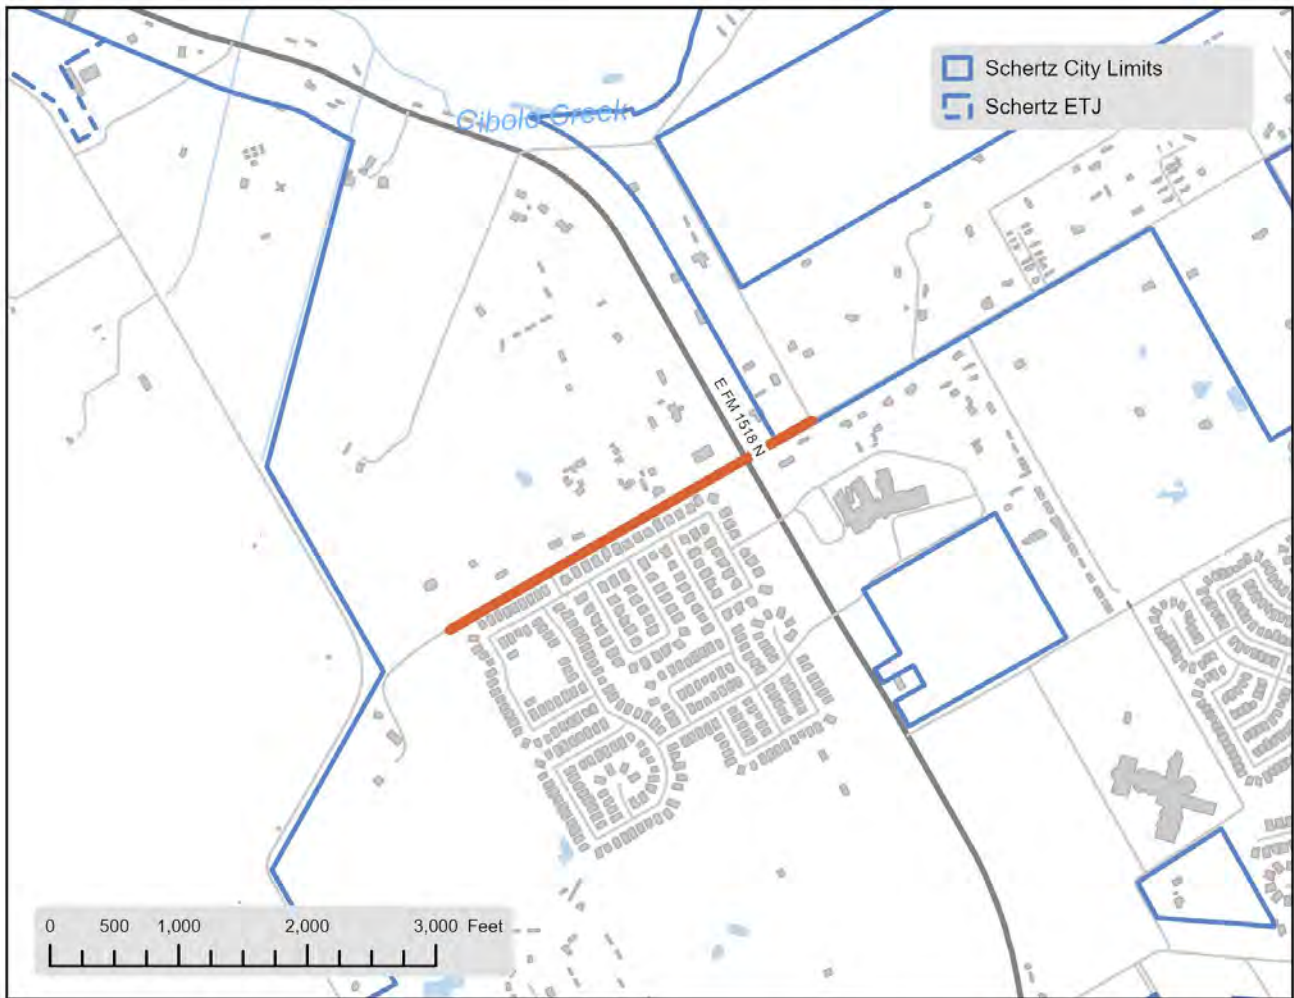 Schertz City Limits
Schertz ETJ
Cibolo Creek
E FM 1518 N
0 500 1,000 2,000 3,000 Feet